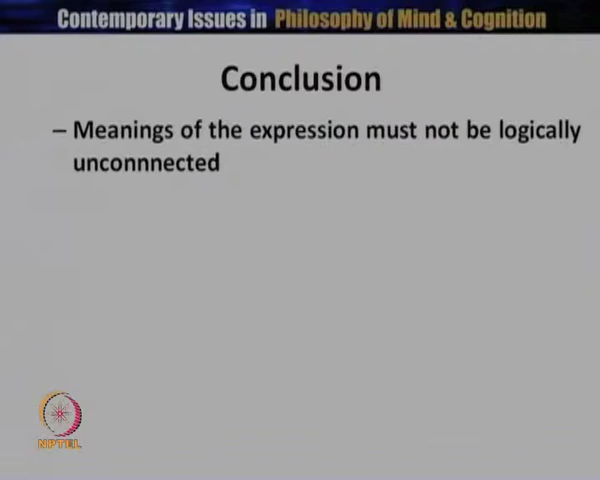 Contemporary Issues in Philosophy of Mind & Cognition
Conclusion
– Meanings of the expression must not be logically
unconnnected
NPTEL